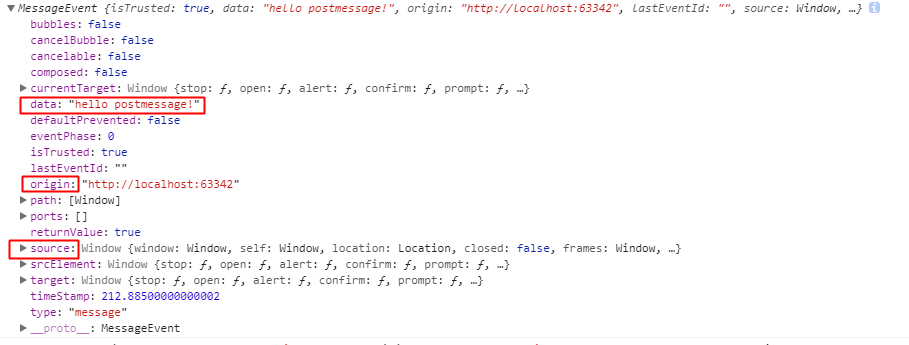 ▼MessageEvent {isTrusted: true, data: "hello postmessage!", origin: "http://localhost:63342", lastEventId: "", source: Window, …} i
bubbles: false
cancelBubble: false
cancelable: false
composed: false
▶currentTarget: Window {stop: ƒ, open: ƒ, alert: ƒ, confirm: ƒ, prompt: ƒ, …}
data: "hello postmessage!"
defaultPrevented: false
eventPhase: 0
isTrusted: true
lastEventId: ""
origin: "http://localhost:63342"
▶path: [Window]
▶ports: []
returnValue: true
▶source: Window {window: Window, self: Window, location: Location, closed: false, frames: Window, …}
▶srcElement: Window {stop: ƒ, open: ƒ, alert: ƒ, confirm: ƒ, prompt: ƒ, …}
▶target: Window {stop: ƒ, open: ƒ, alert: ƒ, confirm: ƒ, prompt: ƒ, …}
timeStamp: 212.88500000000002
type: "message"
▶__proto__: MessageEvent